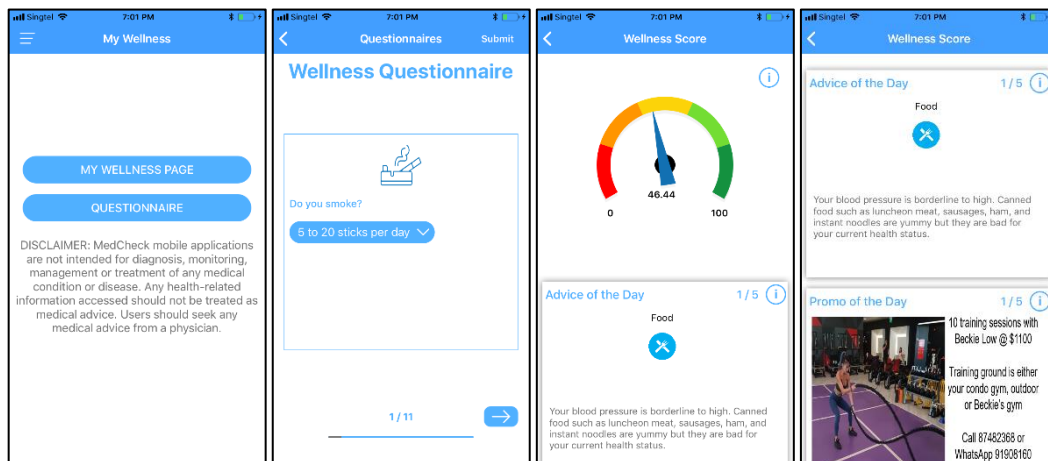 Singtel 7:01 PM
My Wellness
MY WELLNESS PAGE
QUESTIONNAIRE
DISCLAIMER: MedCheck mobile applications
are not intended for diagnosis, monitoring,
management or treatment of any medical
condition or disease. Any health-related
information accessed should not be treated as
medical advice. Users should seek any
medical advice from a physician.
Singtel 7:01 PM
Questionnaires Submit
Wellness Questionnaire
Do you smoke?
5 to 20 sticks per day
1 / 11
Singtel 7:01 PM
Wellness Score
i
46.44
0 100
Advice of the Day 1 / 5 i
Food
Your blood pressure is borderline to high. Canned
food such as luncheon meat, sausages, ham, and
instant noodles are yummy but they are bad for
your current health status.
Singtel 7:01 PM
Wellness Score
Advice of the Day 1 / 5 i
Food
Your blood pressure is borderline to high. Canned
food such as luncheon meat, sausages, ham, and
instant noodles are yummy but they are bad for
your current health status.
Promo of the Day 1 / 5 i
10 training sessions with
Beckie Low @ $1100
Training ground is either
your condo gym, outdoor
or Beckie's gym
Call 87482368 or
WhatsApp 91908160